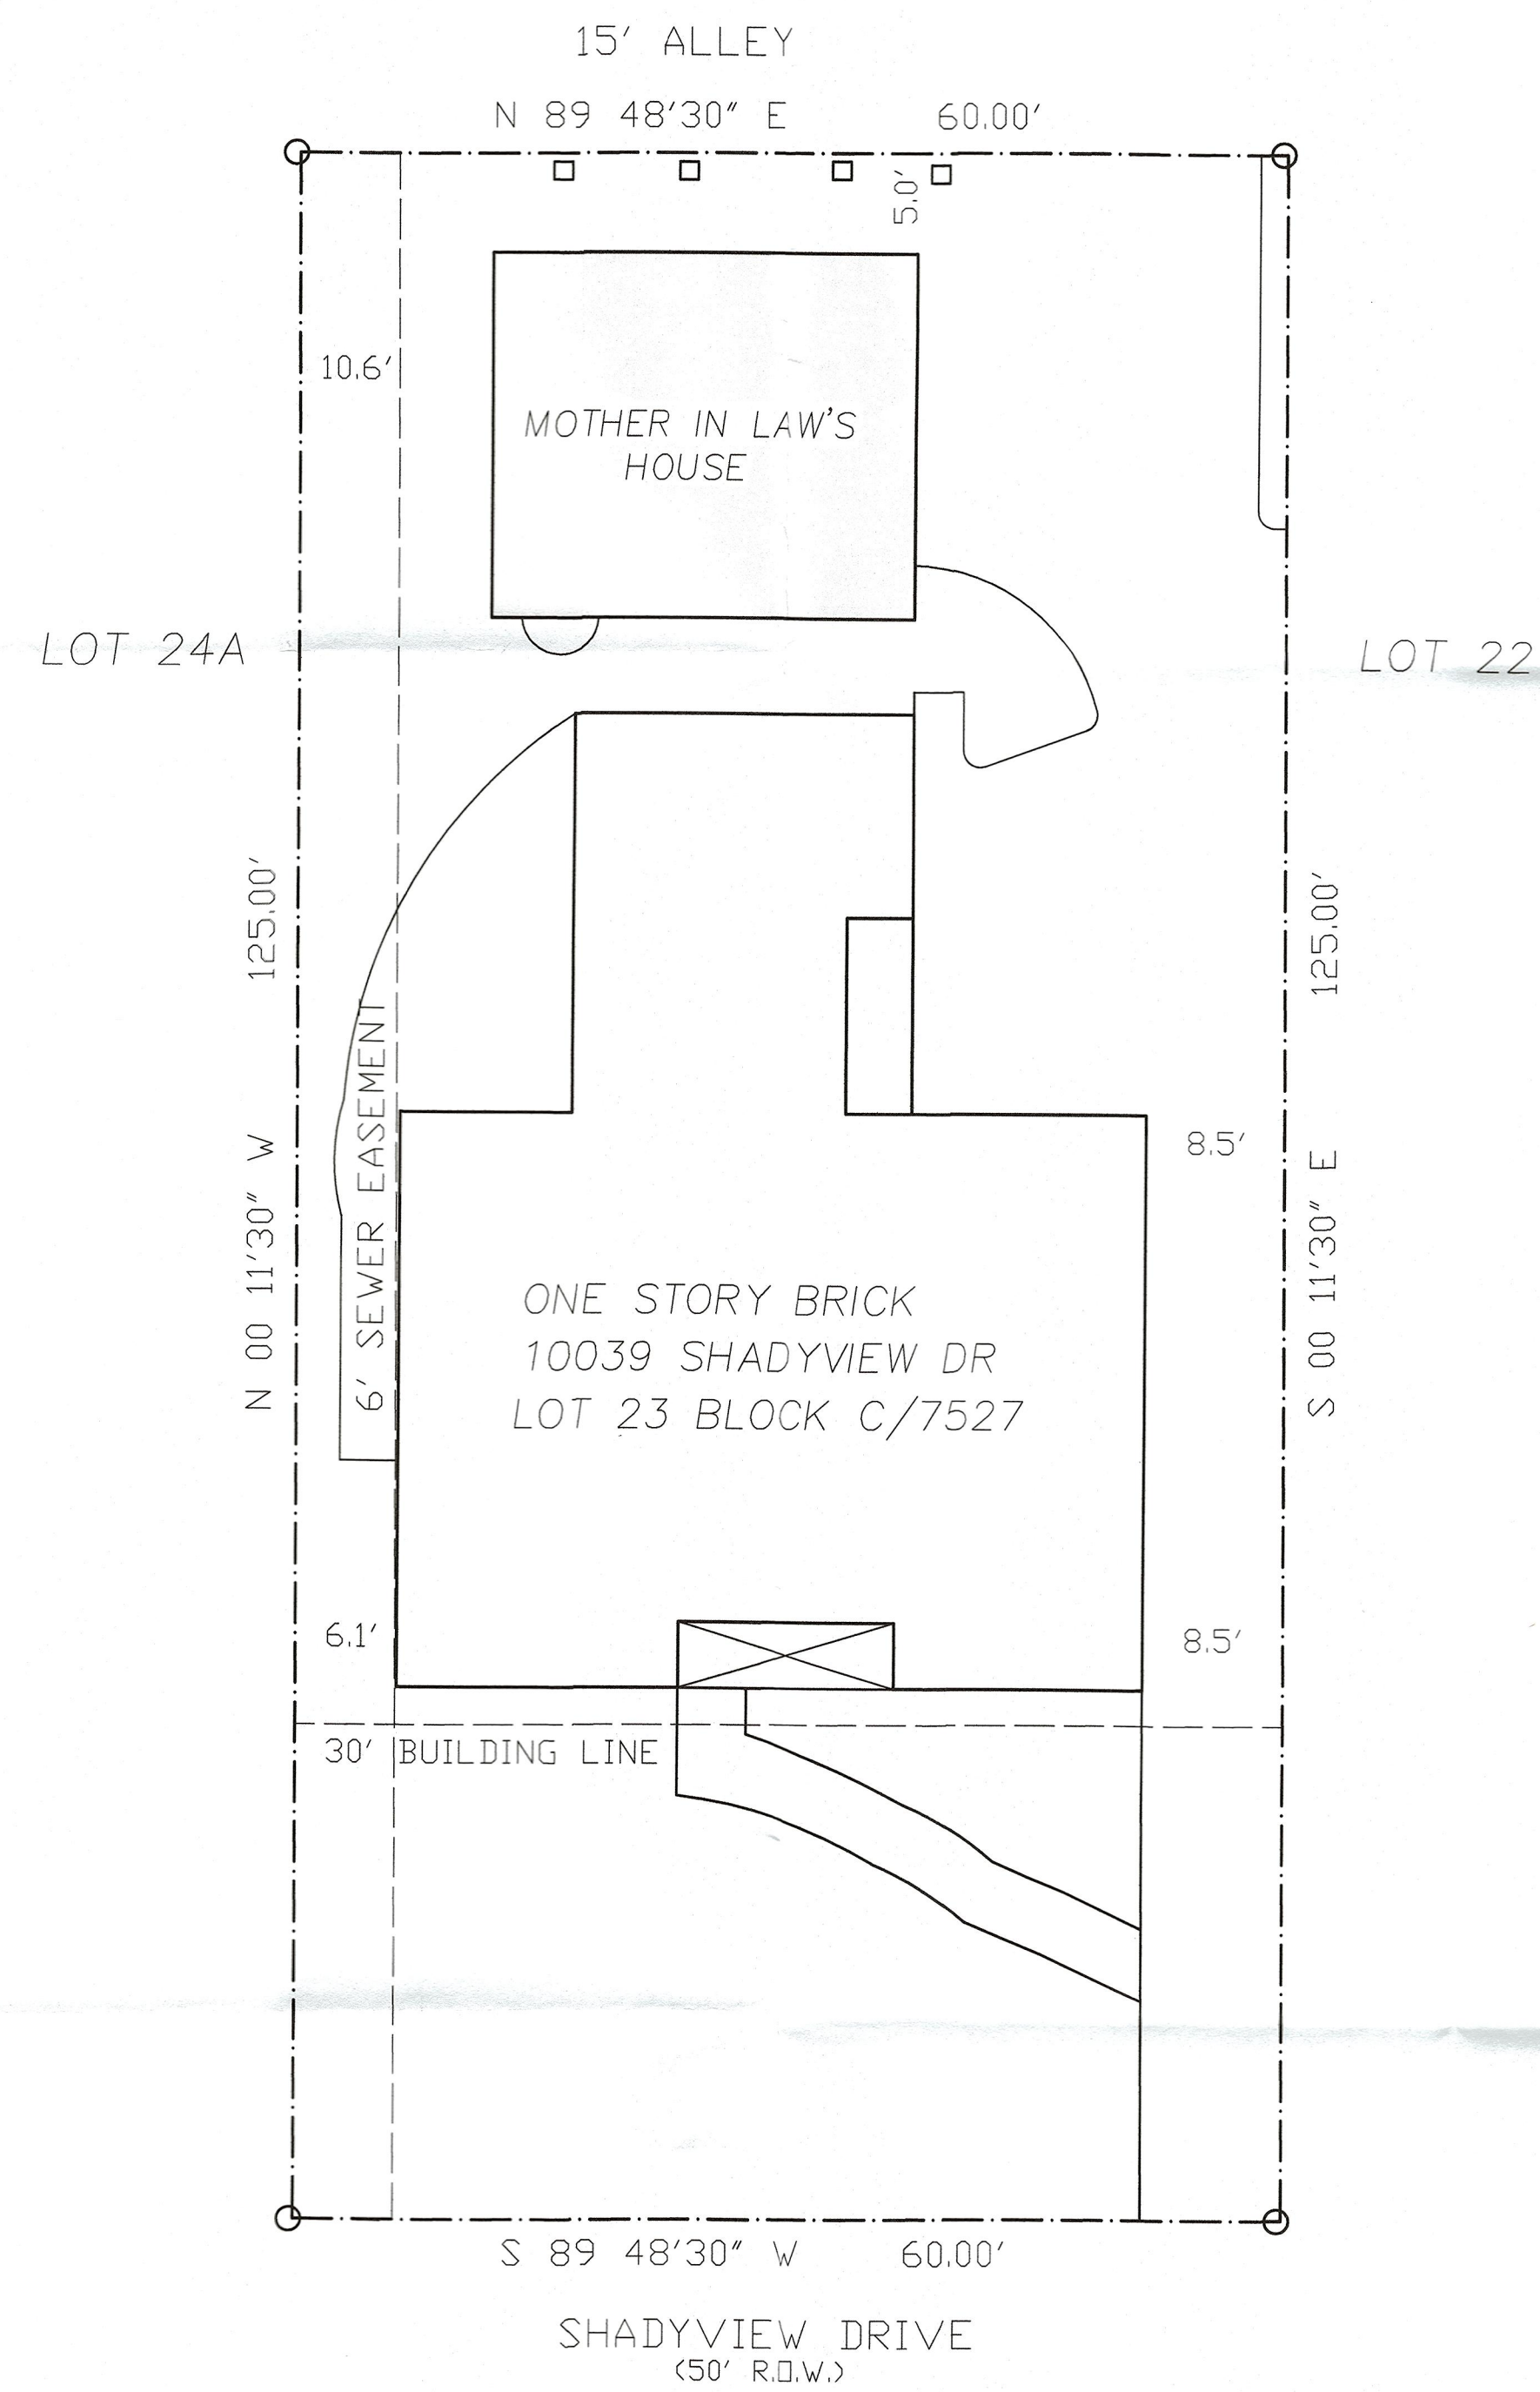 15' ALLEY
N 89 48'30" E 60.00'
5.0'
10.6'
MOTHER IN LAW'S
HOUSE
LOT 24A
LOT 22
125.00'
125.00'
6' SEWER EASEMENT
N 00 11'30" W
S 00 11'30" E
8.5'
ONE STORY BRICK
10039 SHADYVIEW DR
LOT 23 BLOCK C/7527
6.1'
8.5'
30' BUILDING LINE
S 89 48'30" W 60.00'
SHADYVIEW DRIVE
(50' R.O.W.)